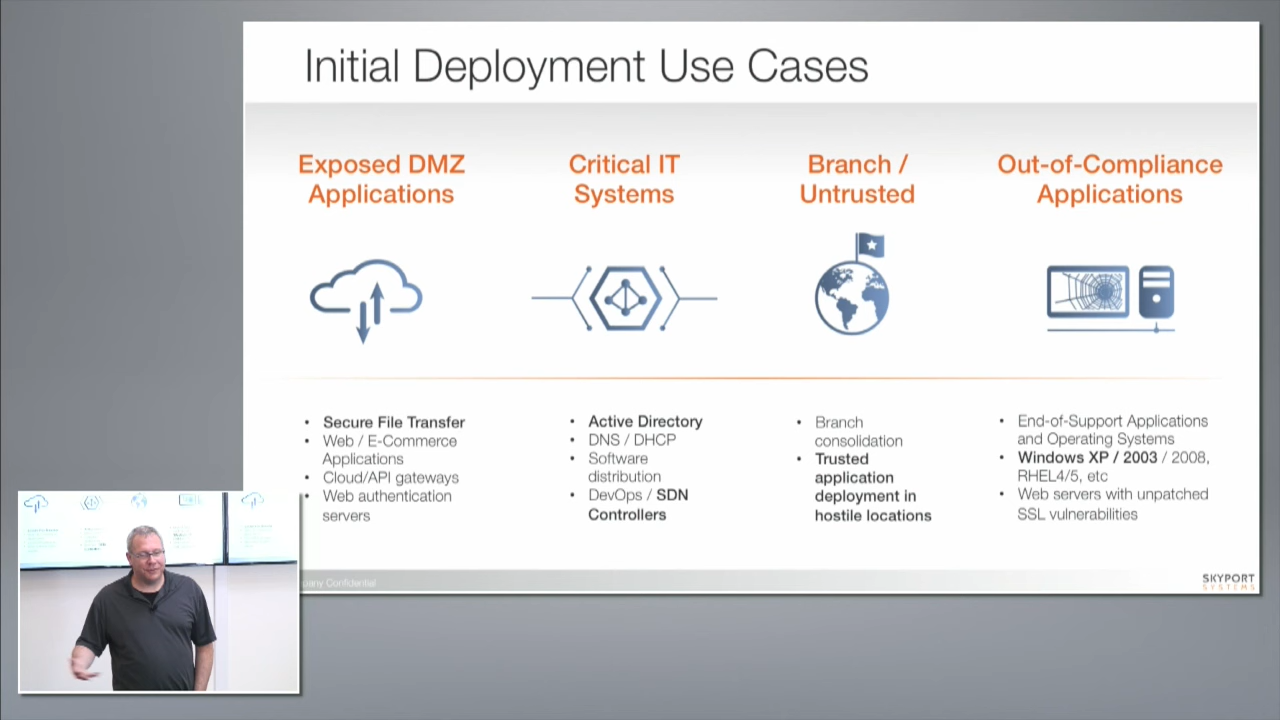 Initial Deployment Use Cases
Exposed DMZ
Applications
Critical IT
Systems
Branch /
Untrusted
Out-of-Compliance
Applications
• Secure File Transfer
• Web / E-Commerce
Applications
• Cloud/API gateways
• Web authentication
servers
• Active Directory
• DNS / DHCP
• Software
distribution
• DevOps / SDN
Controllers
• Branch
consolidation
• Trusted
application
deployment in
hostile locations
• End-of-Support Applications
and Operating Systems
• Windows XP / 2003 / 2008,
RHEL4/5, etc
• Web servers with unpatched
SSL vulnerabilities
Confidential
SKYPORT
SYSTEMS